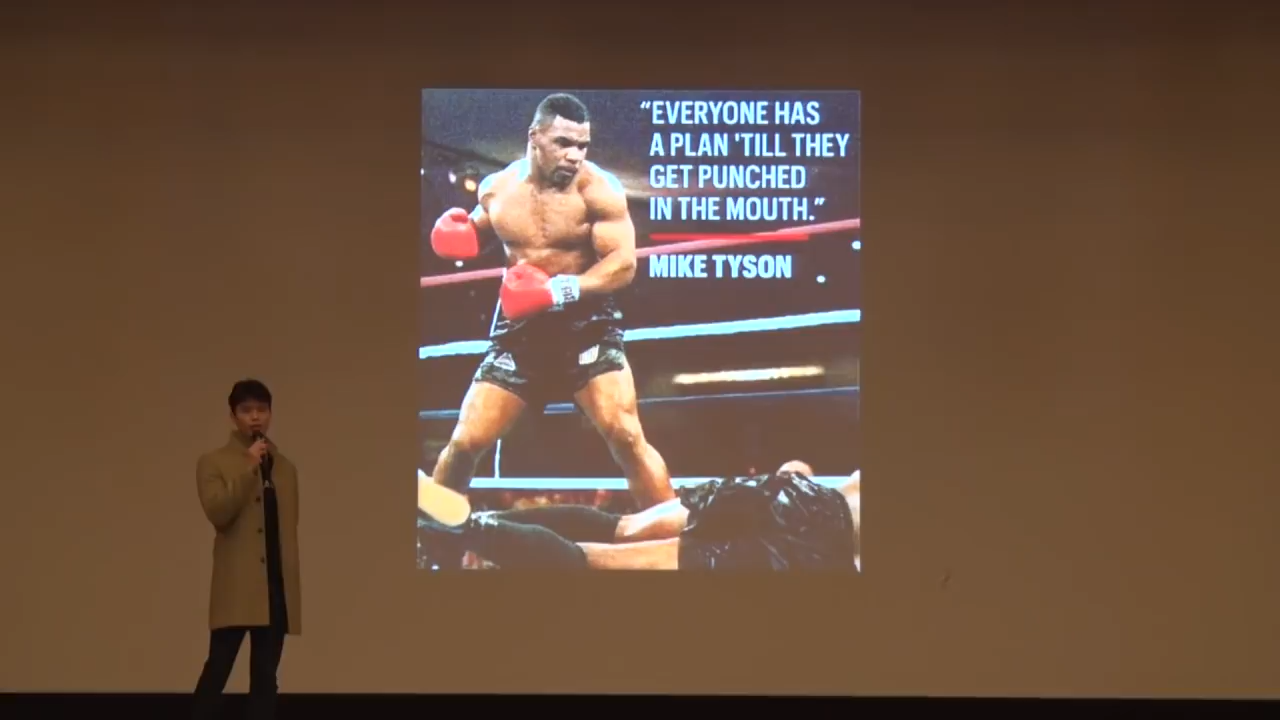 “EVERYONE HAS
A PLAN 'TILL THEY
GET PUNCHED
IN THE MOUTH.”
MIKE TYSON